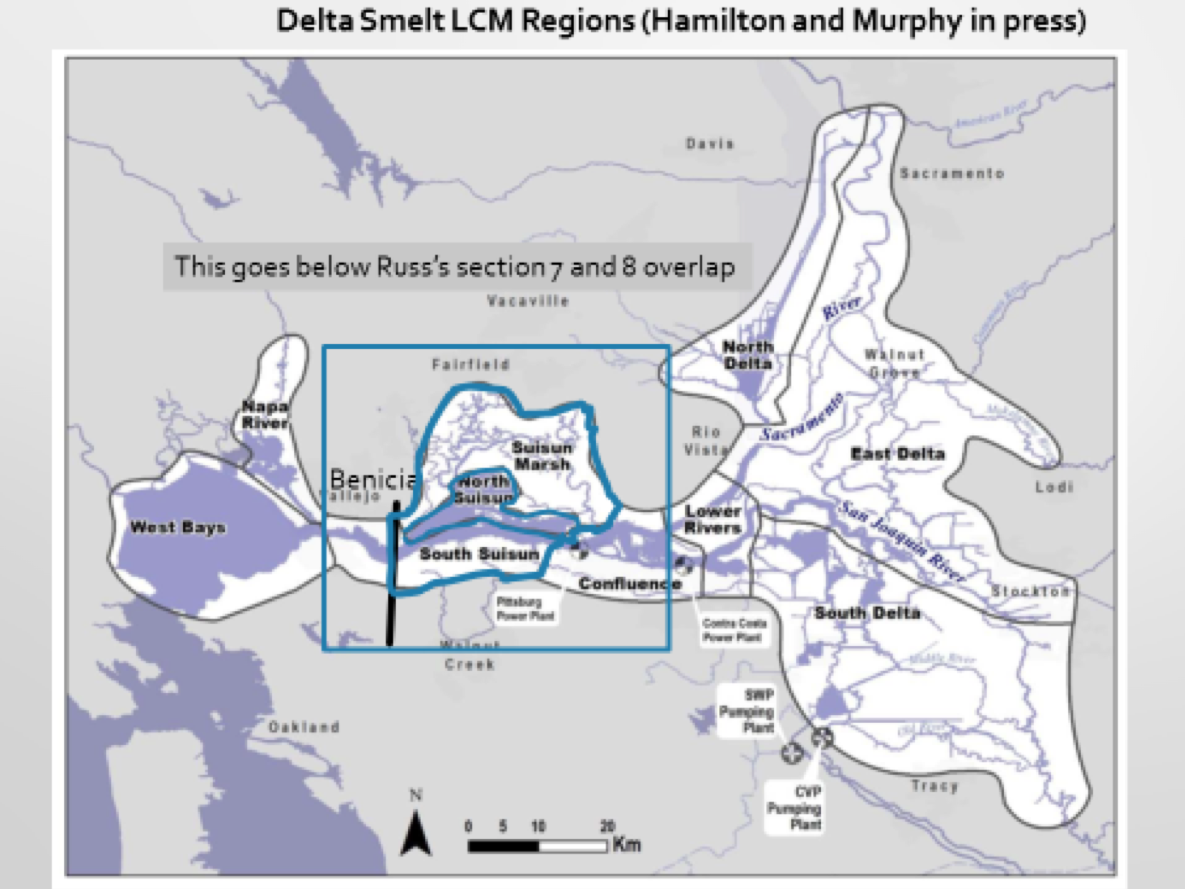 Delta Smelt LCM Regions (Hamilton and Murphy in press)
American River
Davis
Sacramento
This goes below Russ's section 7 and 8 overlap
Vacaville
River
North
Delta
Walnut
Grove
Fairfield
Napa
River
Sacramento
Rio
Vista
Suisun
Marsh
East Delta
Benicia
Vallejo
North
Suisun
Lodi
West Bays
Lower
Rivers
San Joaquin River
South Suisun
Confluence
Stockton
Pittsburg
Power Plant
South Delta
Contra Costa
Power Plant
Walnut
Creek
Middle River
SWP
Pumping
Plant
Oakland
Old River
Tracy
CVP
Pumping
Plant
N
0 5 10 20
Km